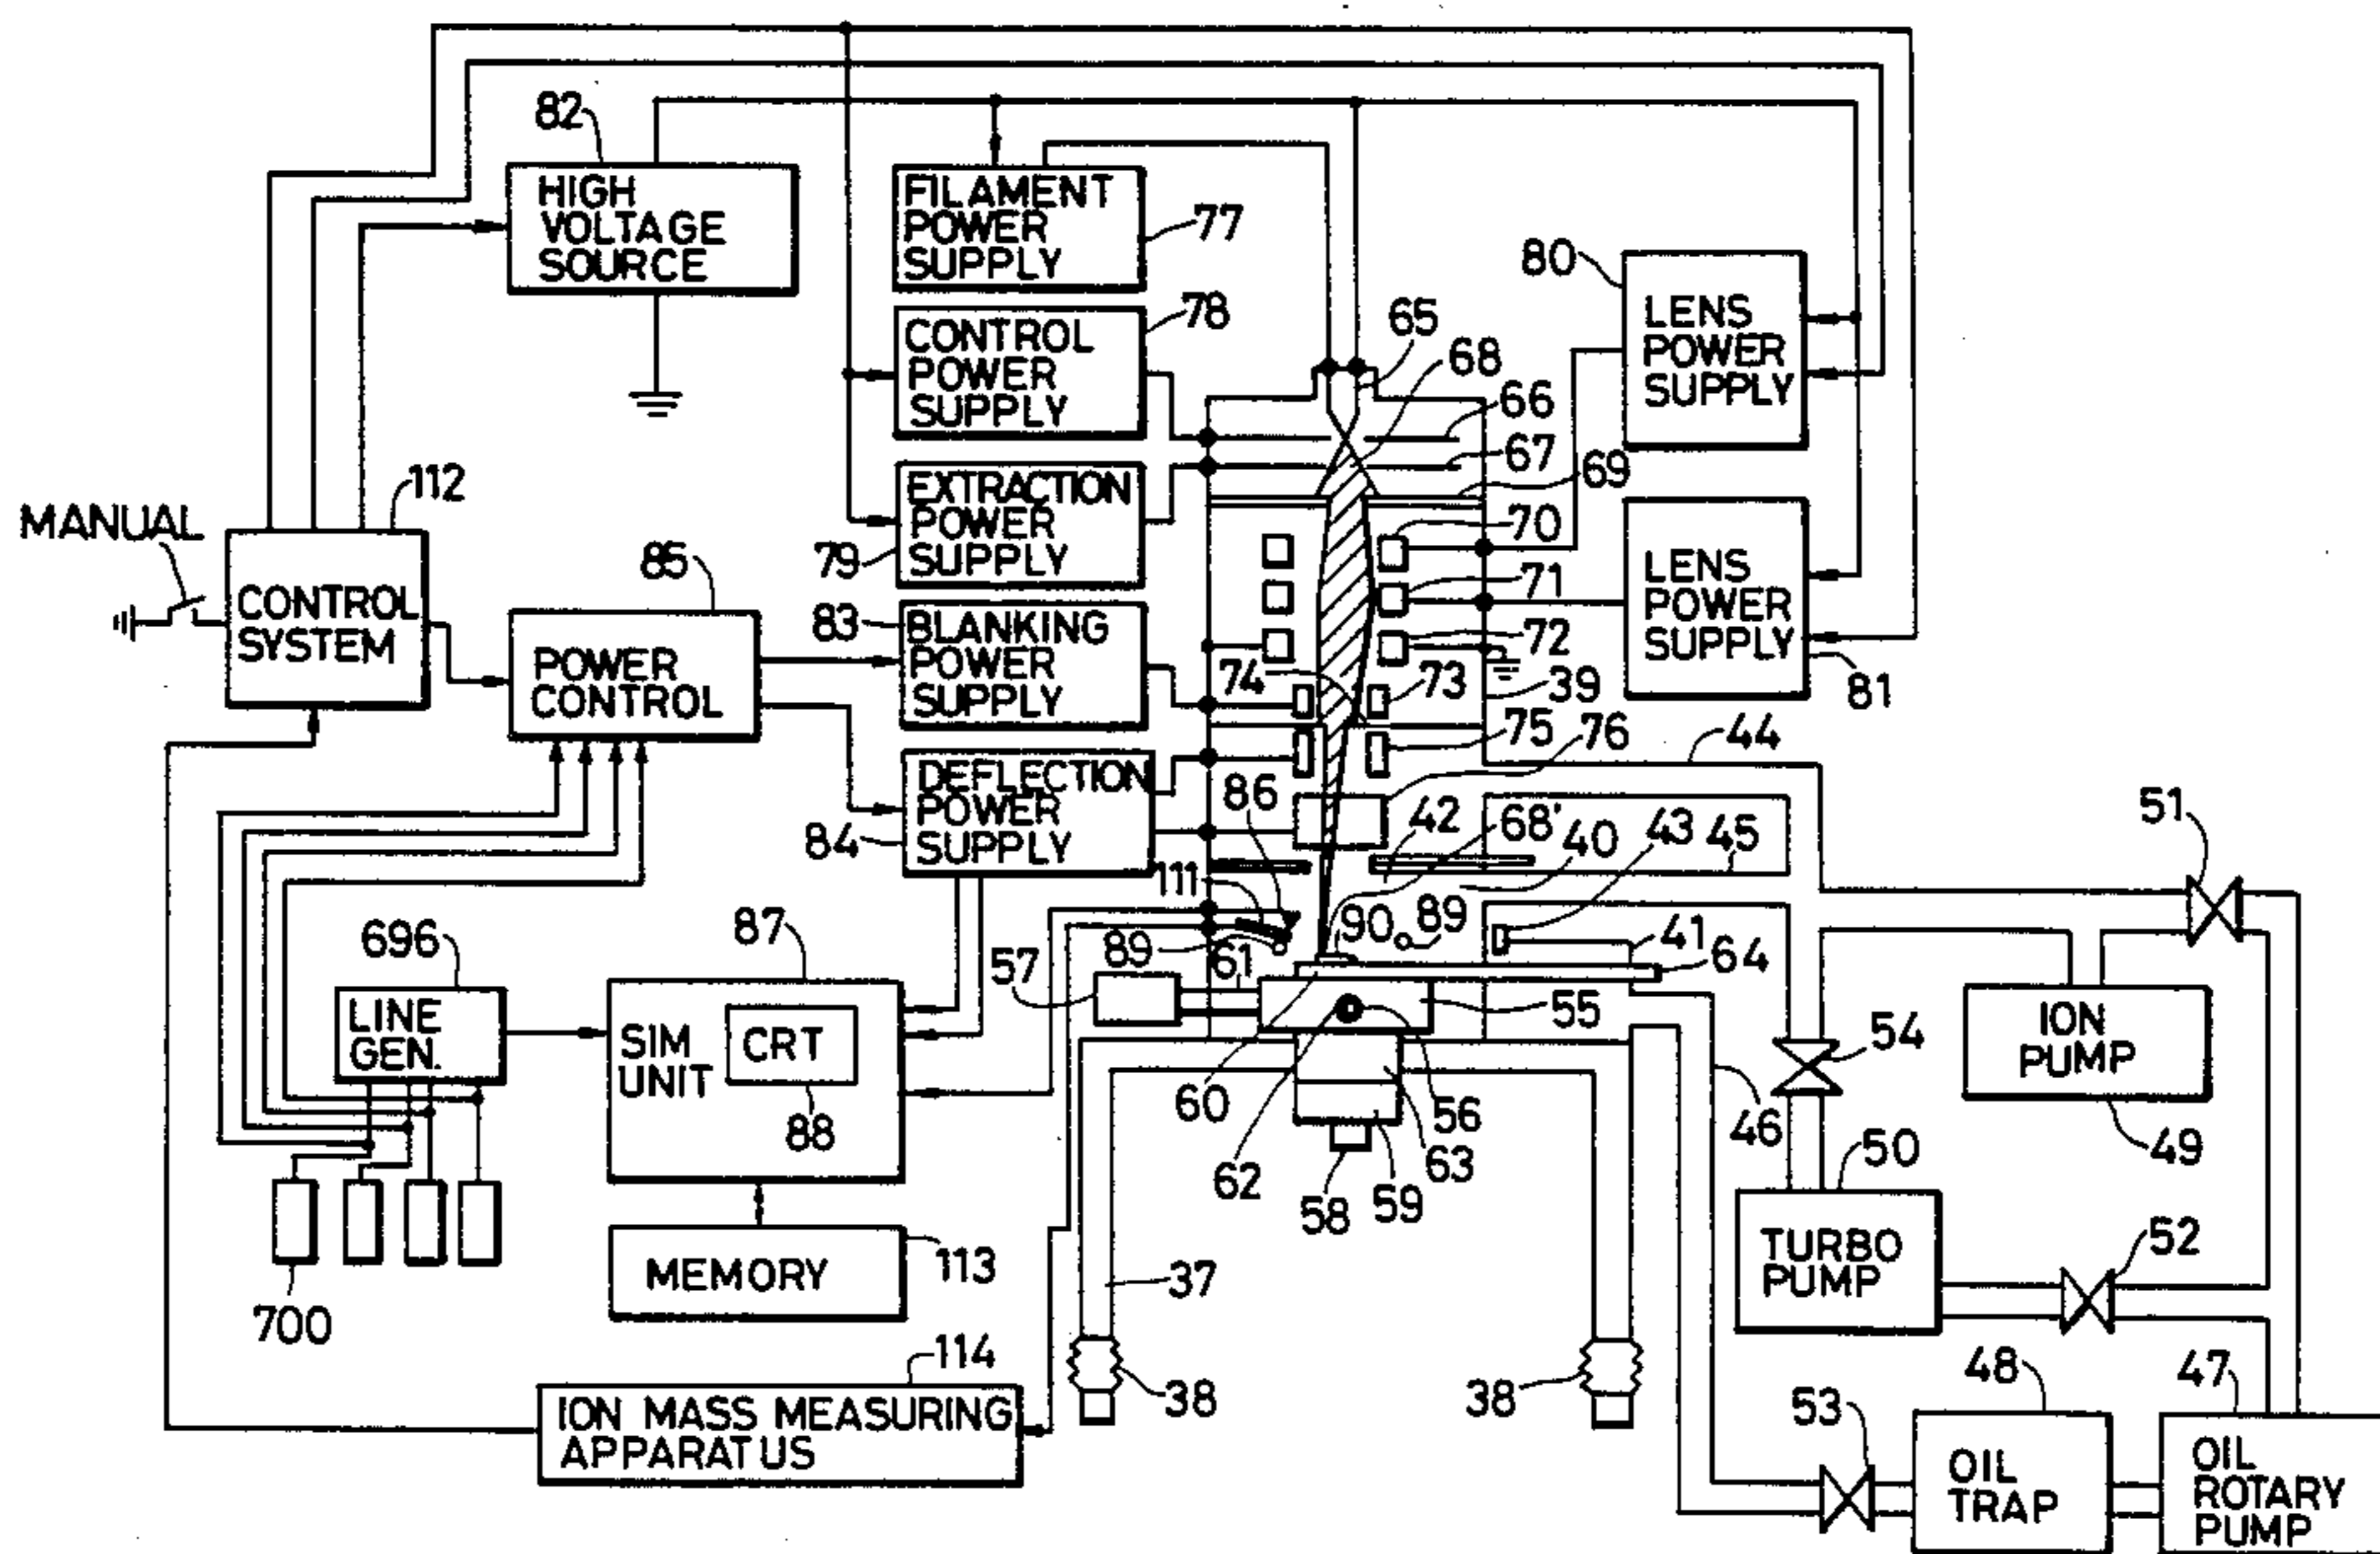 82
HIGH
VOLTAGE
SOURCE
FILAMENT
POWER
SUPPLY
77
CONTROL
POWER
SUPPLY
78
EXTRACTION
POWER
SUPPLY
79
80
LENS
POWER
SUPPLY
LENS
POWER
SUPPLY
81
65
68
66
67
69
70
71
72
73
74
39
75
76
44
MANUAL
112
CONTROL
SYSTEM
85
POWER
CONTROL
83
BLANKING
POWER
SUPPLY
DEFLECTION
POWER
SUPPLY
84
86
42
68'
40
43
45
51
111
89
90
89
41
64
57
61
55
696
LINE
GEN.
87
SIM
UNIT
CRT
88
60
62
56
63
58
59
46
54
ION
PUMP
49
50
TURBO
PUMP
52
700
MEMORY
113
37
38
38
114
ION MASS MEASURING
APPARATUS
53
48
OIL
TRAP
47
OIL
ROTARY
PUMP